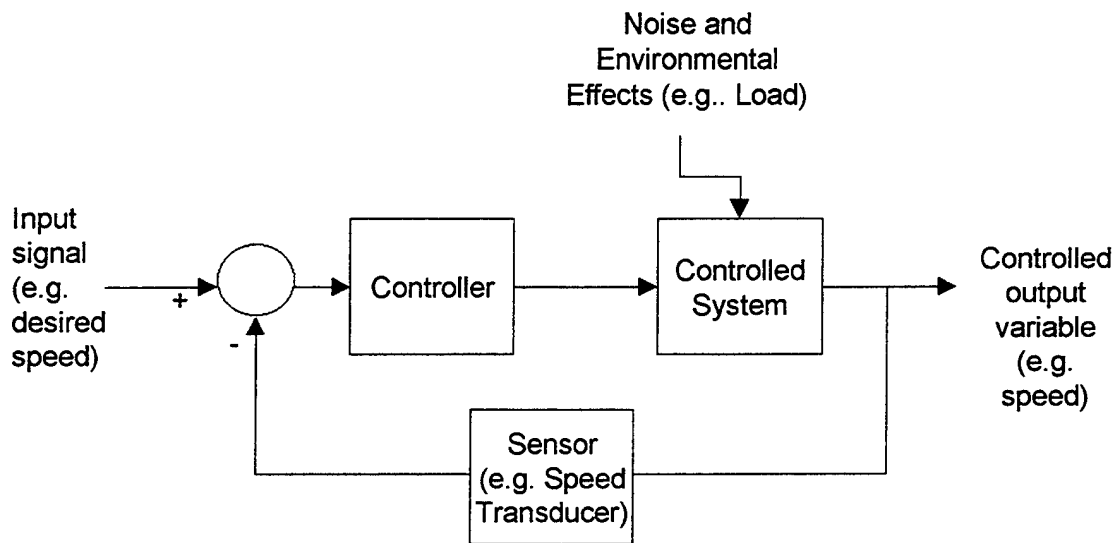 Noise and
Environmental
Effects (e.g.. Load)
Input
signal
(e.g.
desired
speed)
+
-
Controller
Controlled
System
Controlled
output
variable
(e.g.
speed)
Sensor
(e.g. Speed
Transducer)